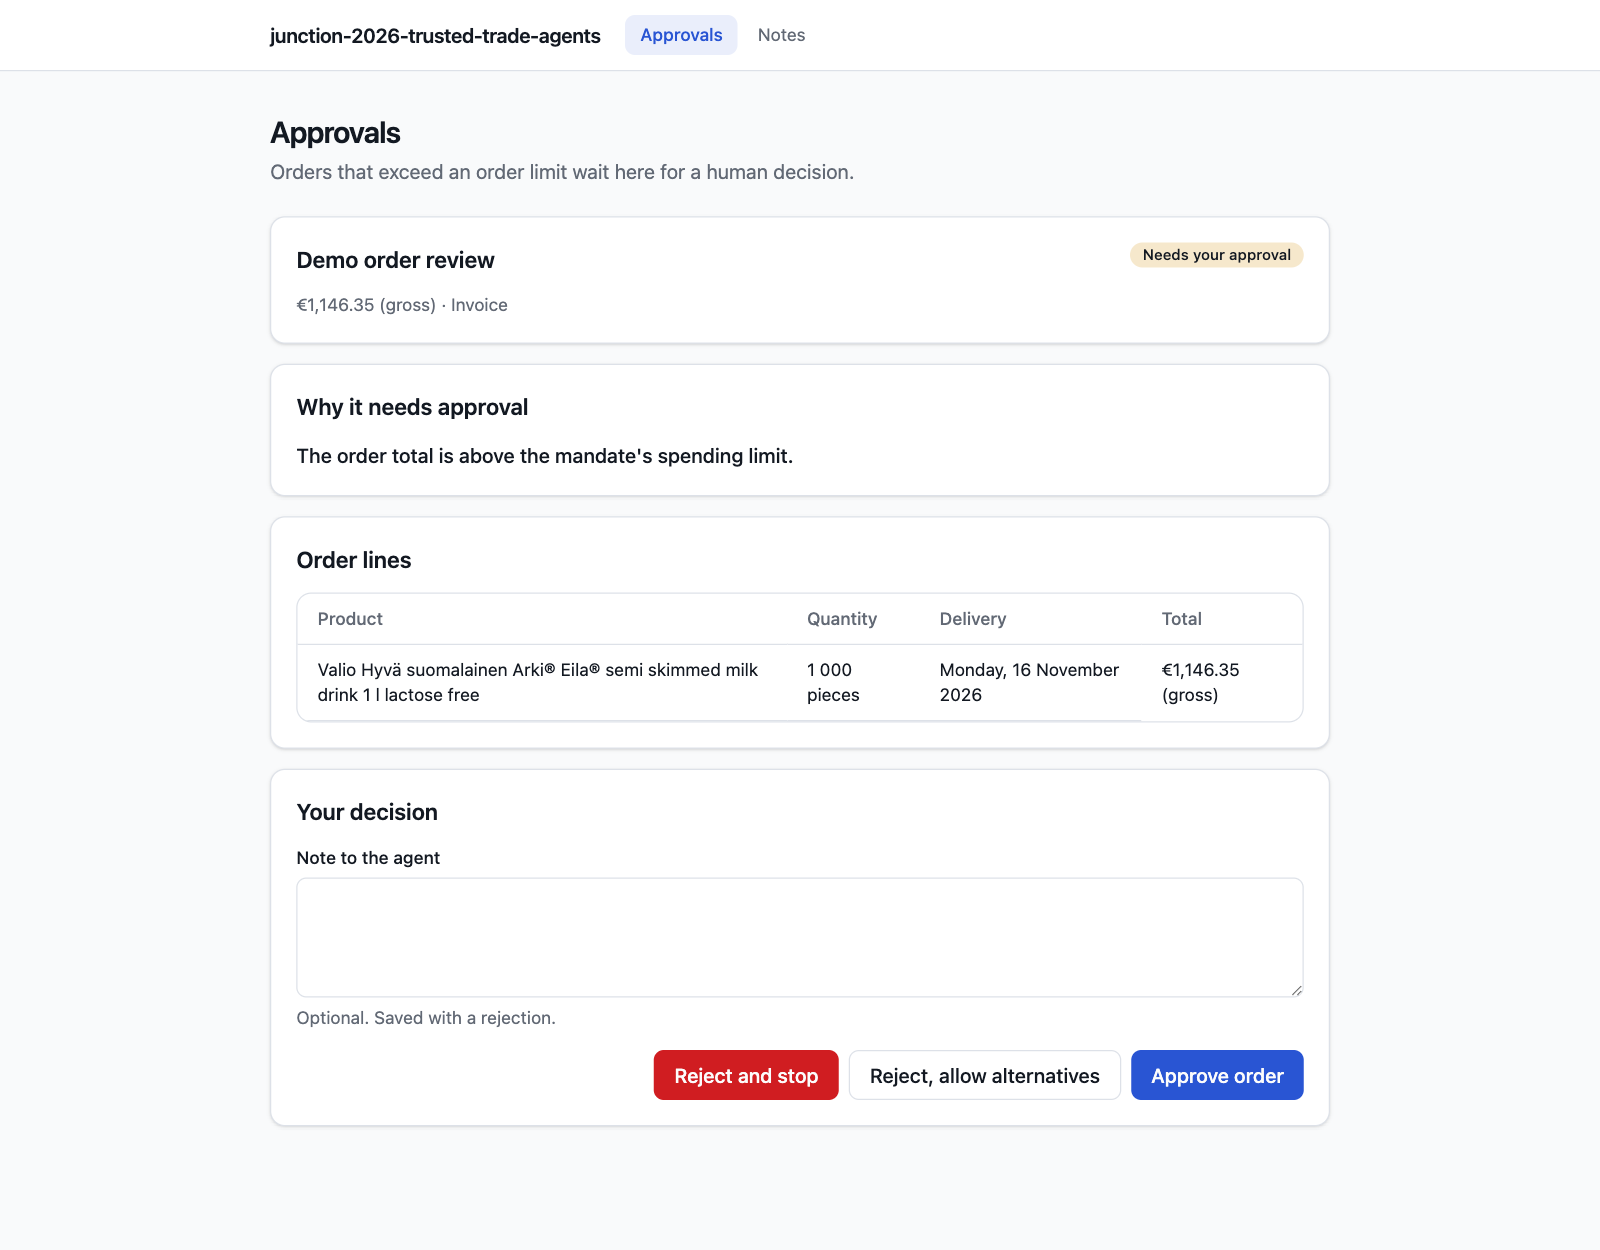 junction-2026-trusted-trade-agents Approvals Notes
Approvals
Orders that exceed an order limit wait here for a human decision.
Demo order review
Needs your approval
€1,146.35 (gross) · Invoice
Why it needs approval
The order total is above the mandate's spending limit.
Order lines
Product Quantity Delivery Total
Valio Hyvä suomalainen Arki® Eila® semi skimmed milk 1 000 Monday, 16 November €1,146.35
drink 1 l lactose free pieces 2026 (gross)
Your decision
Note to the agent
Optional. Saved with a rejection.
Reject and stop Reject, allow alternatives Approve order